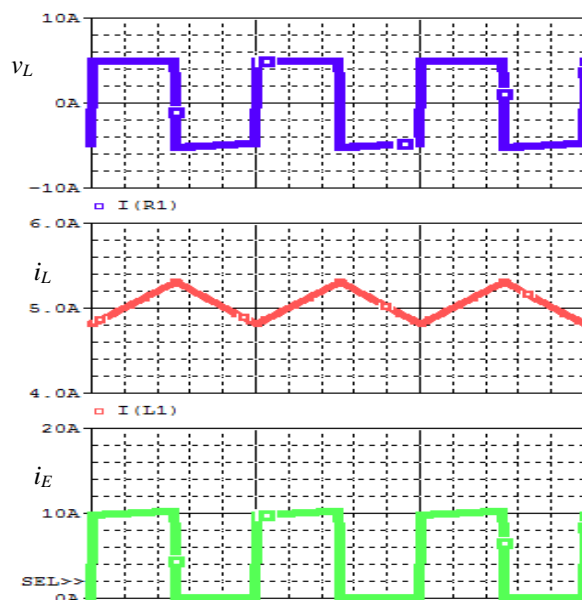 10A
v_L
0A
-10A
I(R1)
6.0A
i_L
5.0A
4.0A
I(L1)
20A
i_E
10A
SEL>>
0A